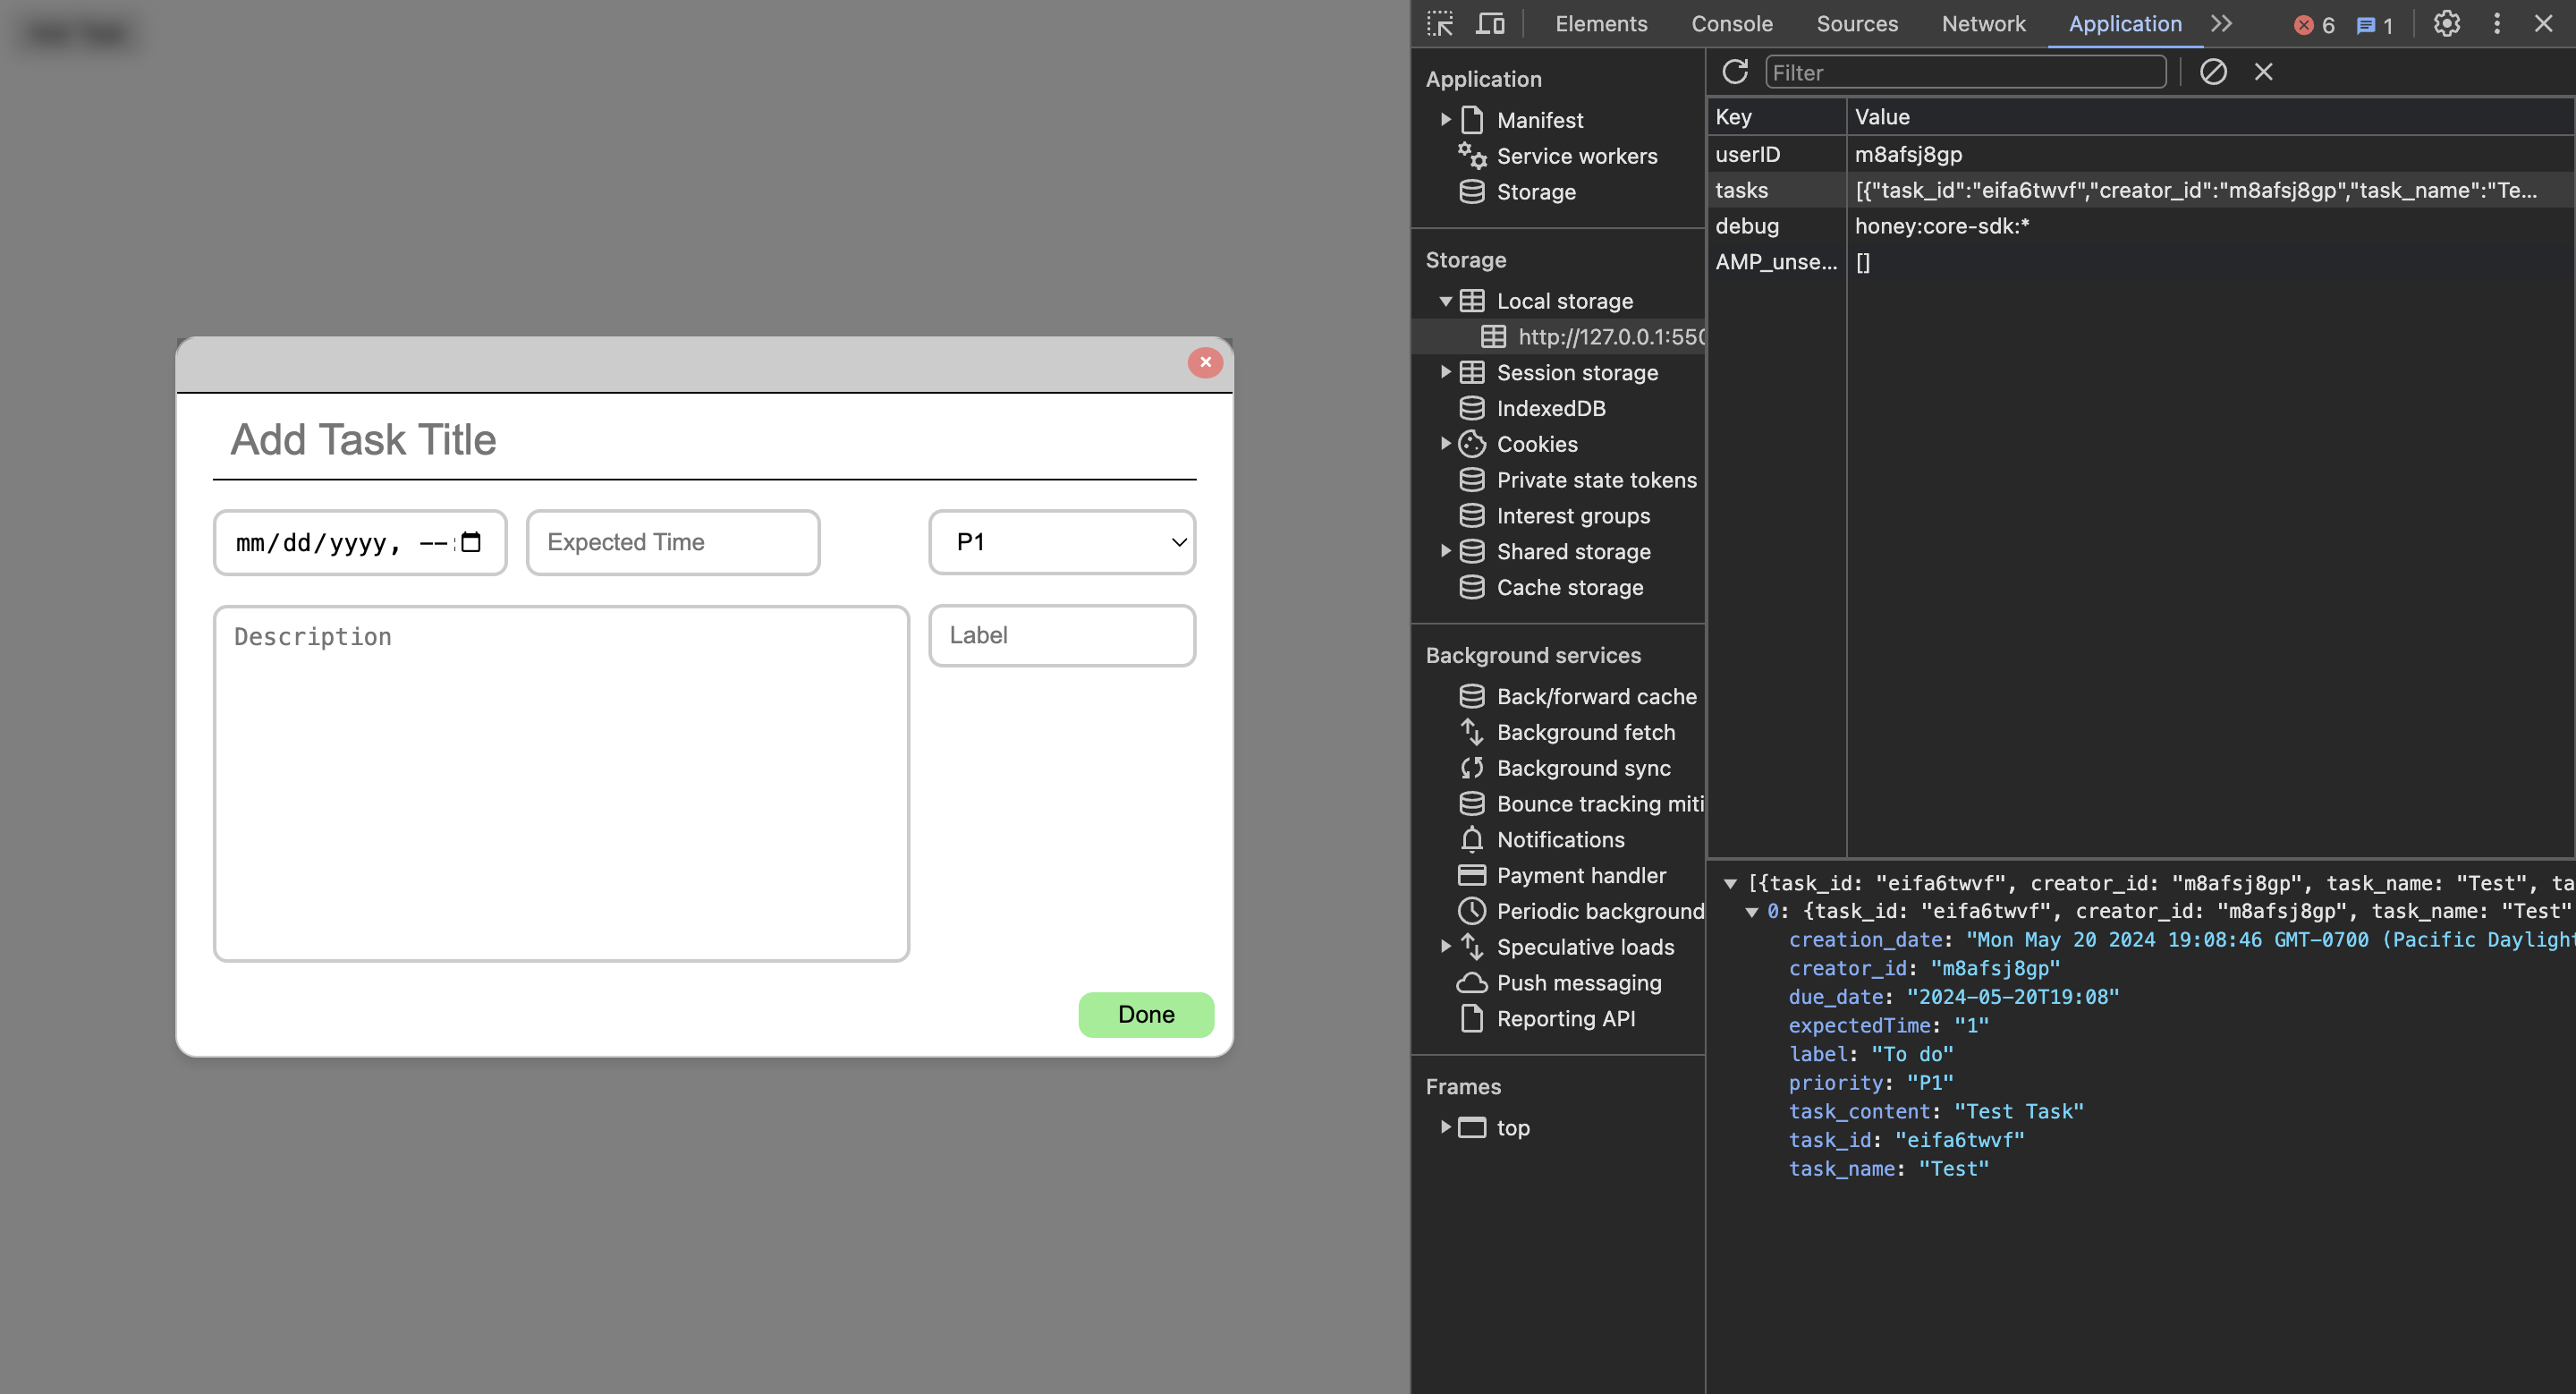 Add Task Title
mm/dd/yyyy, --:
Expected Time
P1
Description
Label
Done
Elements Console Sources Network Application 6 1
Application
Manifest
Service workers
Storage
Storage
Local storage
http://127.0.0.1:550
Session storage
IndexedDB
Cookies
Private state tokens
Interest groups
Shared storage
Cache storage
Background services
Back/forward cache
Background fetch
Background sync
Bounce tracking miti
Notifications
Payment handler
Periodic background
Speculative loads
Push messaging
Reporting API
Frames
top
Filter
Key Value
userID m8afsj8gp
tasks [{"task_id":"eifa6twvf","creator_id":"m8afsj8gp","task_name":"Te...
debug honey:core-sdk:*
AMP_unse... []
[{task_id: "eifa6twvf", creator_id: "m8afsj8gp", task_name: "Test", ta
0: {task_id: "eifa6twvf", creator_id: "m8afsj8gp", task_name: "Test"
creation_date: "Mon May 20 2024 19:08:46 GMT-0700 (Pacific Daylight
creator_id: "m8afsj8gp"
due_date: "2024-05-20T19:08"
expectedTime: "1"
label: "To do"
priority: "P1"
task_content: "Test Task"
task_id: "eifa6twvf"
task_name: "Test"